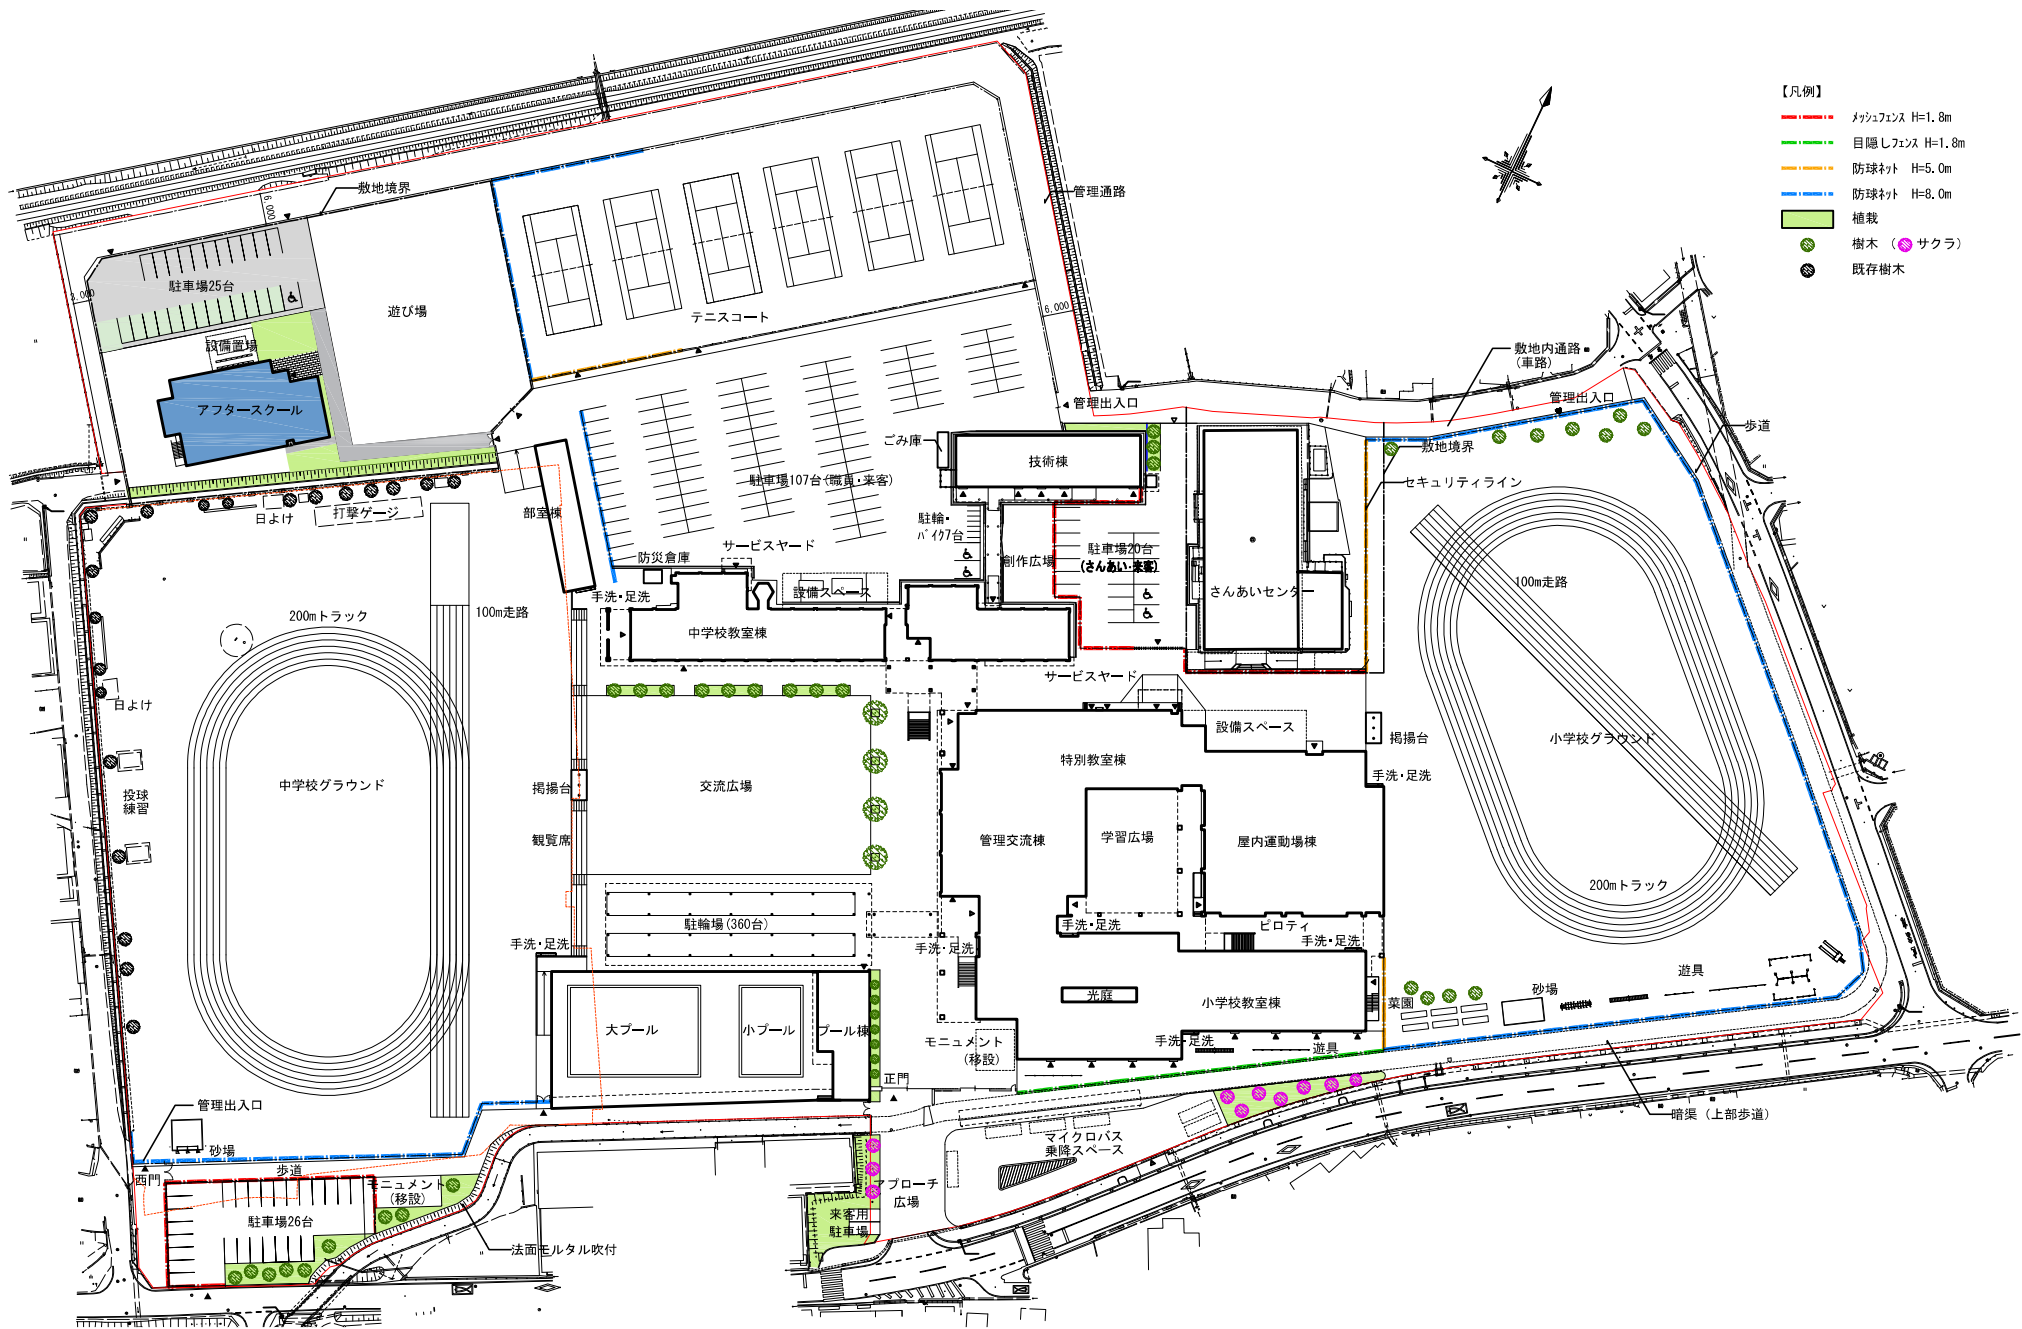 【凡例】
メッシュフェンス H=1.8m
目隠しフェンス H=1.8m
防球ネット H=5.0m
防球ネット H=8.0m
植栽
樹木 （ サクラ）
既存樹木
敷地境界
6.000
管理通路
駐車場25台
5.000
遊び場
テニスコート
6.000
設備置場
アフタースクール
敷地内通路
(車路)
管理出入口
管理出入口
歩道
敷地境界
ごみ庫
技術棟
セキュリティライン
駐車場107台(職員・来客)
日よけ
打撃ゲージ
部室棟
駐輪・
バイク7台
サービスヤード
防災倉庫
創作広場
駐車場20台
(さんあい・来客)
設備スペース
手洗・足洗
さんあいセンター
100m走路
200mトラック
100m走路
中学校教室棟
サービスヤード
日よけ
設備スペース
掲揚台
小学校グラウンド
特別教室棟
手洗・足洗
中学校グラウンド
掲揚台
交流広場
投球
練習
観覧席
管理交流棟
学習広場
屋内運動場棟
200mトラック
駐輪場(360台)
手洗・足洗
ピロティ
手洗・足洗
手洗・足洗
手洗・足洗
遊具
砂場
光庭
小学校教室棟
菜園
大プール
小プール
プール棟
モニュメント
(移設)
手洗・足洗
遊具
正門
管理出入口
暗渠（上部歩道）
砂場
歩道
マイクロバス
乗降スペース
西門
モニュメント
(移設)
アプローチ
広場
駐車場26台
来客用
駐車場
法面モルタル吹付